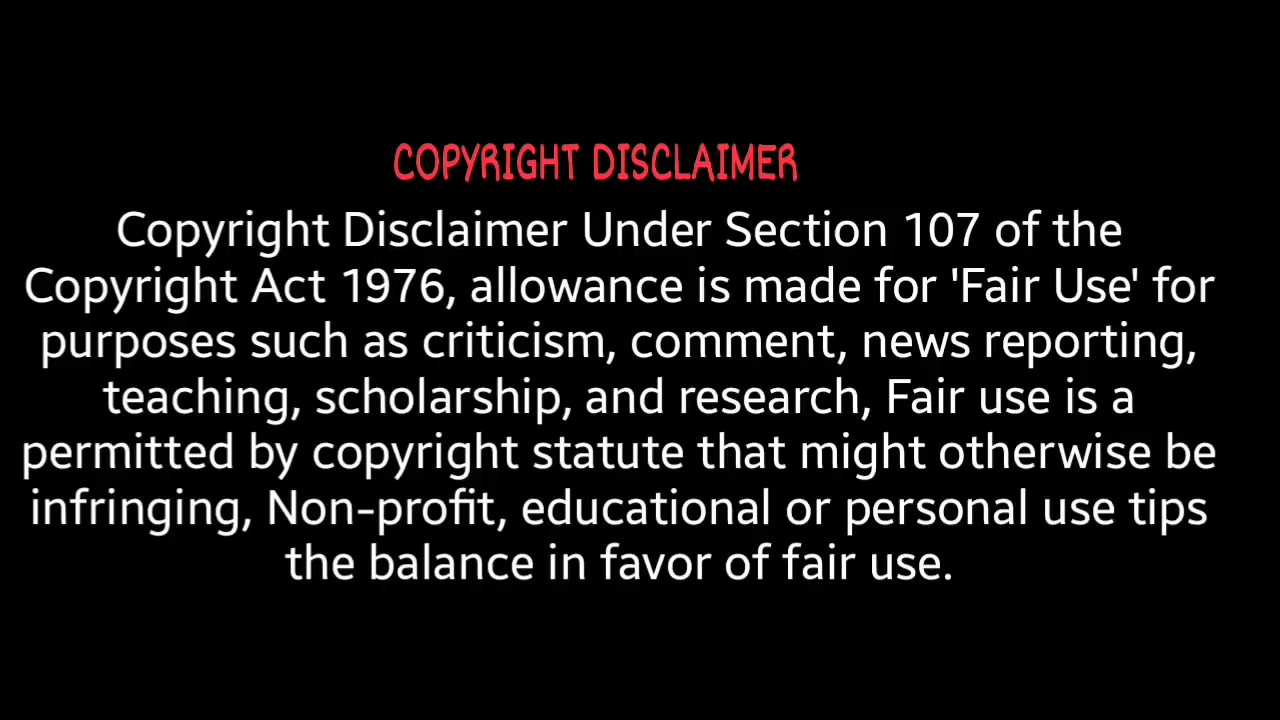 COPYRIGHT DISCLAIMER
Copyright Disclaimer Under Section 107 of the
Copyright Act 1976, allowance is made for 'Fair Use' for
purposes such as criticism, comment, news reporting,
teaching, scholarship, and research, Fair use is a
permitted by copyright statute that might otherwise be
infringing, Non-profit, educational or personal use tips
the balance in favor of fair use.